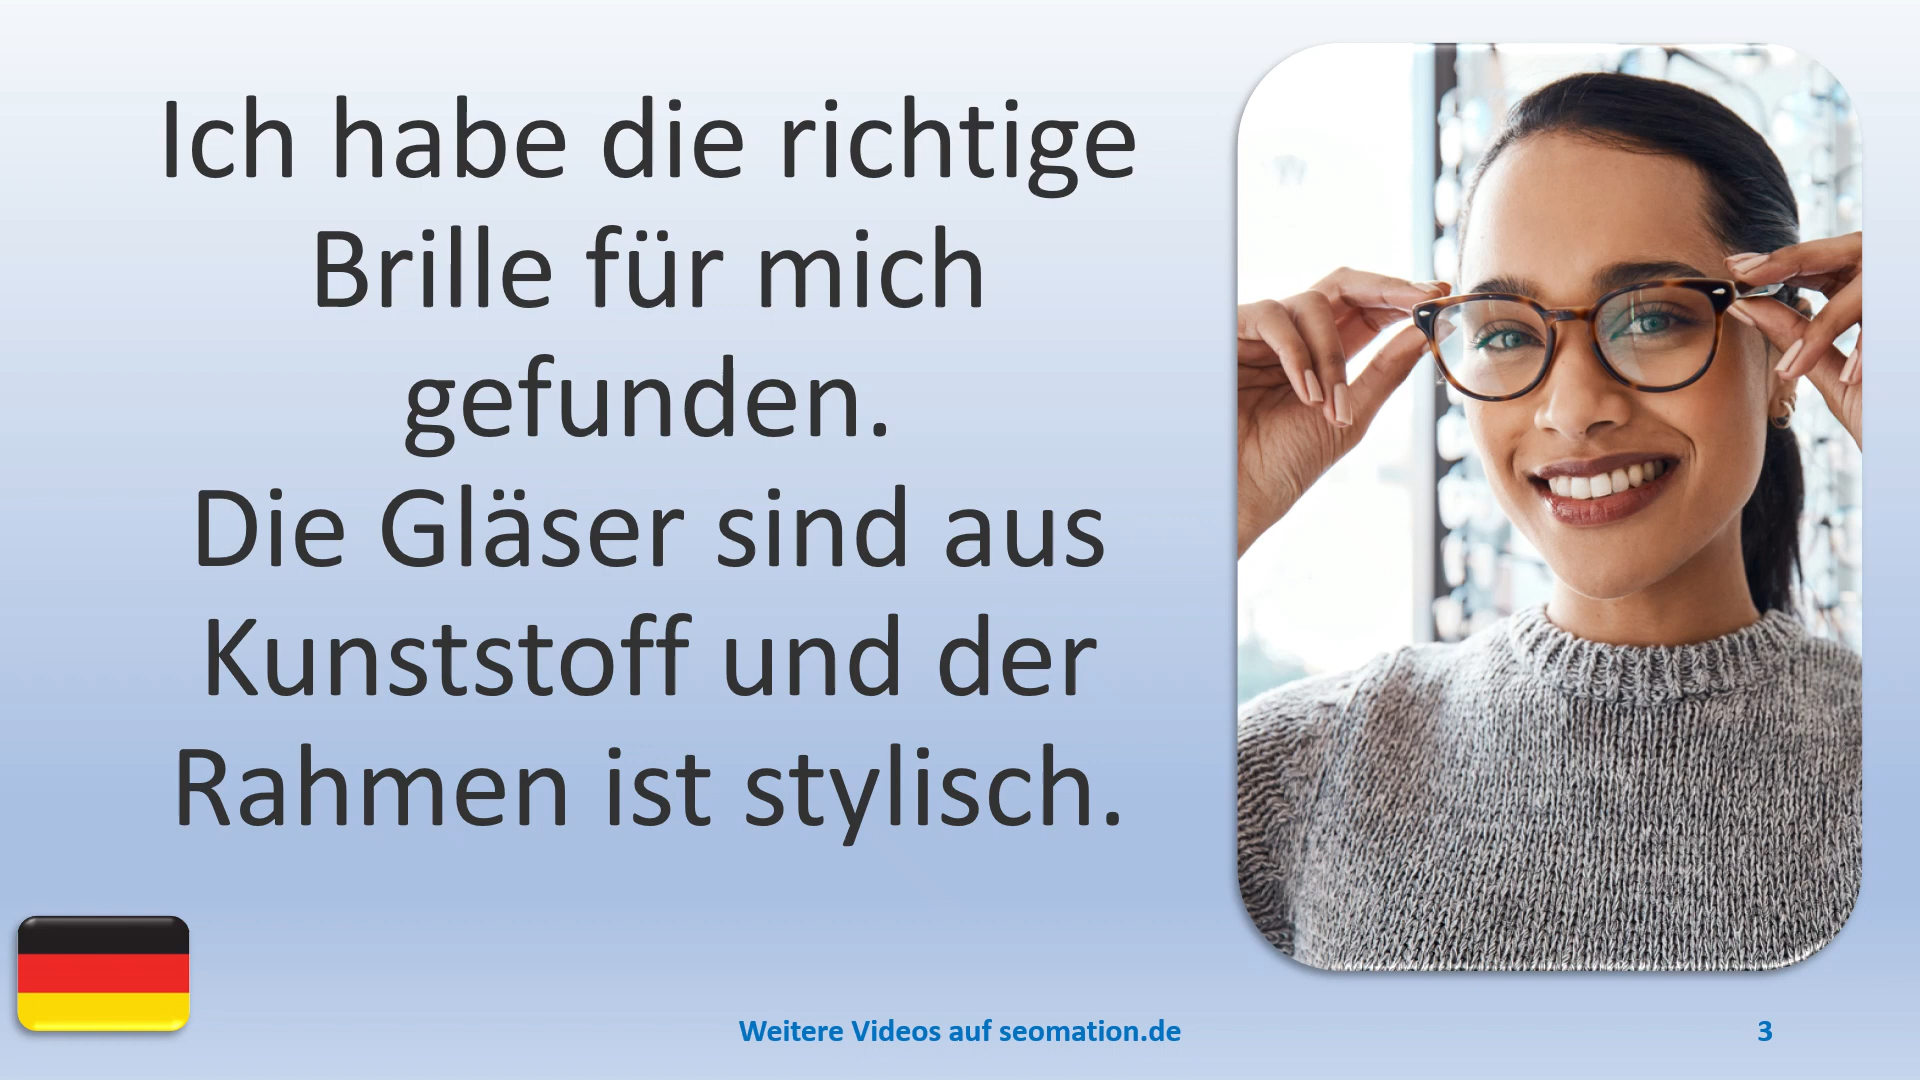 Ich habe die richtige
Brille für mich
gefunden.
Die Gläser sind aus
Kunststoff und der
Rahmen ist stylisch.
Weitere Videos auf seomation.de
3